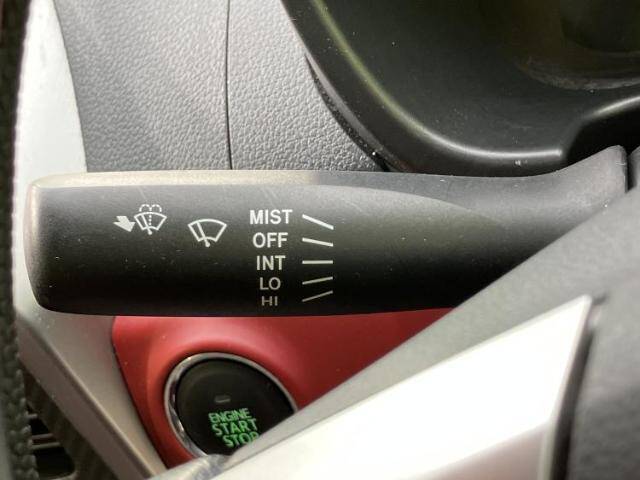 MIST
OFF
INT
LO
HI
ENGINE
START
STOP